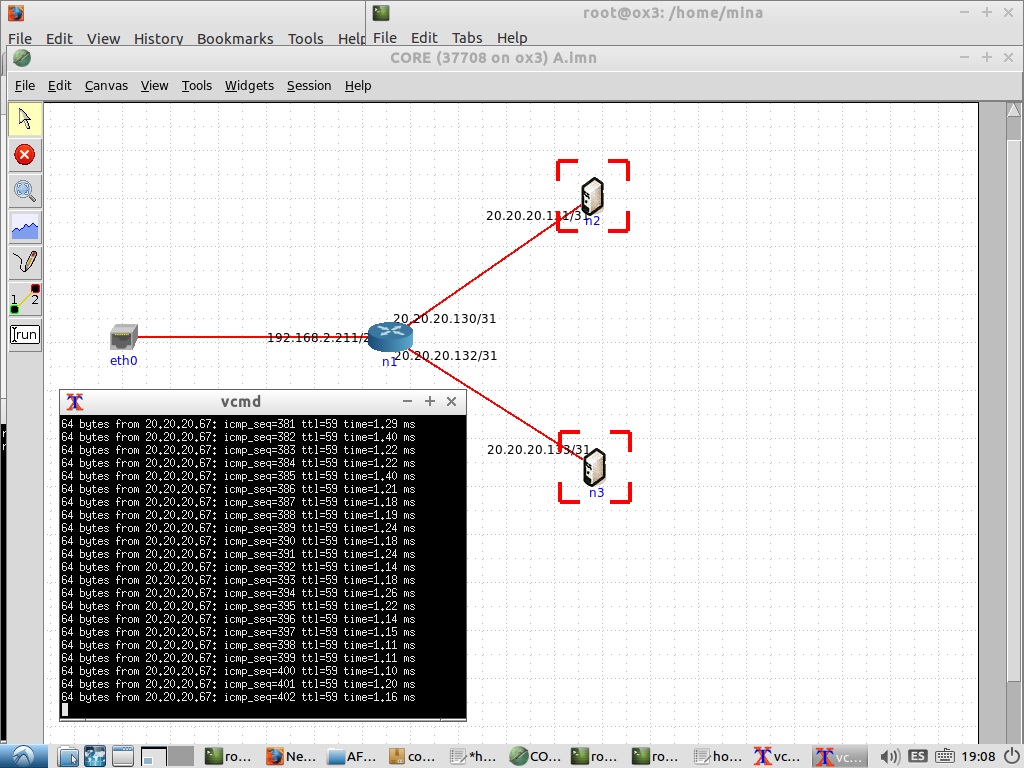 root@ox3: /home/mina
File Edit View History Bookmarks Tools Help
File Edit Tabs Help
CORE (37708 on ox3) A.imn
File Edit Canvas View Tools Widgets Session Help
n2
20.20.20.130/31
192.168.2.211/2
eth0
n1
20.20.20.132/31
20.20.20.133/31
n3
1 2
run
vcmd
64 bytes from 20.20.20.67: icmp_seq=381 ttl=59 time=1.29 ms
64 bytes from 20.20.20.67: icmp_seq=382 ttl=59 time=1.40 ms
64 bytes from 20.20.20.67: icmp_seq=383 ttl=59 time=1.22 ms
64 bytes from 20.20.20.67: icmp_seq=384 ttl=59 time=1.22 ms
64 bytes from 20.20.20.67: icmp_seq=385 ttl=59 time=1.40 ms
64 bytes from 20.20.20.67: icmp_seq=386 ttl=59 time=1.21 ms
64 bytes from 20.20.20.67: icmp_seq=387 ttl=59 time=1.18 ms
64 bytes from 20.20.20.67: icmp_seq=388 ttl=59 time=1.19 ms
64 bytes from 20.20.20.67: icmp_seq=389 ttl=59 time=1.24 ms
64 bytes from 20.20.20.67: icmp_seq=390 ttl=59 time=1.18 ms
64 bytes from 20.20.20.67: icmp_seq=391 ttl=59 time=1.24 ms
64 bytes from 20.20.20.67: icmp_seq=392 ttl=59 time=1.14 ms
64 bytes from 20.20.20.67: icmp_seq=393 ttl=59 time=1.18 ms
64 bytes from 20.20.20.67: icmp_seq=394 ttl=59 time=1.26 ms
64 bytes from 20.20.20.67: icmp_seq=395 ttl=59 time=1.22 ms
64 bytes from 20.20.20.67: icmp_seq=396 ttl=59 time=1.14 ms
64 bytes from 20.20.20.67: icmp_seq=397 ttl=59 time=1.15 ms
64 bytes from 20.20.20.67: icmp_seq=398 ttl=59 time=1.11 ms
64 bytes from 20.20.20.67: icmp_seq=399 ttl=59 time=1.11 ms
64 bytes from 20.20.20.67: icmp_seq=400 ttl=59 time=1.10 ms
64 bytes from 20.20.20.67: icmp_seq=401 ttl=59 time=1.20 ms
64 bytes from 20.20.20.67: icmp_seq=402 ttl=59 time=1.16 ms
ro... Ne... AF... co... *h... CO... ro... ro... ho... vc... vc... ES 19:08